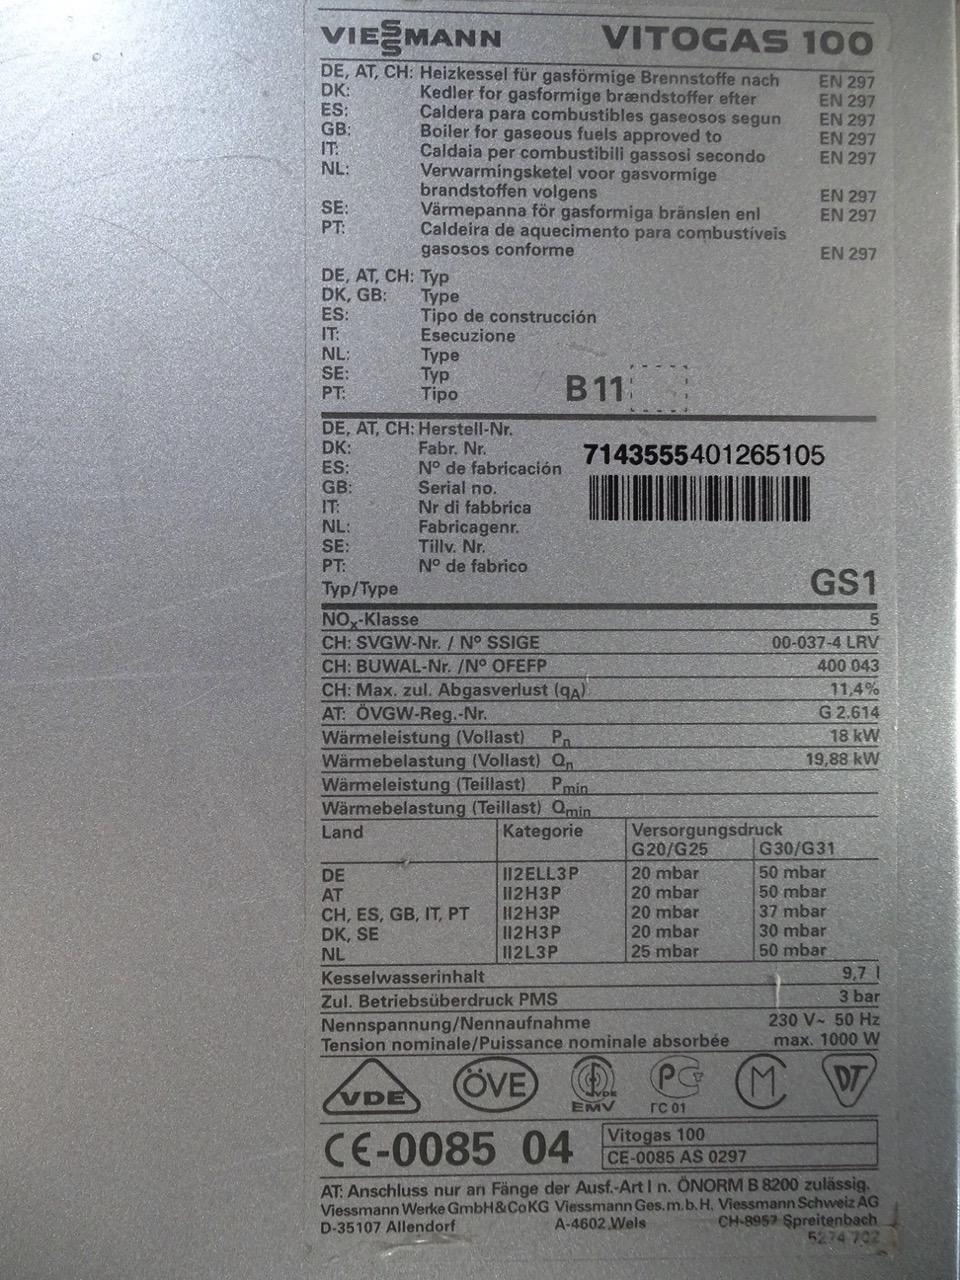 VIESSMANN VITOGAS 100
DE, AT, CH: Heizkessel für gasförmige Brennstoffe nach EN 297
DK: Kedler for gasformige brændstoffer efter EN 297
ES: Caldera para combustibles gaseosos segun EN 297
GB: Boiler for gaseous fuels approved to EN 297
IT: Caldaia per combustibili gassosi secondo EN 297
NL: Verwarmingsketel voor gasvormige
brandstoffen volgens EN 297
SE: Värmepanna för gasformiga bränslen enl EN 297
PT: Caldeira de aquecimento para combustíveis
gasosos conforme EN 297
DE, AT, CH: Typ
DK, GB: Type
ES: Tipo de construcción
IT: Esecuzione
NL: Type
SE: Typ
PT: Tipo
B 11
DE, AT, CH: Herstell-Nr.
DK: Fabr. Nr.
ES: Nº de fabricación
GB: Serial no.
IT: Nr di fabbrica
NL: Fabricagenr.
SE: Tillv. Nr.
PT: Nº de fabrico
7143555401265105
Typ/Type GS1
NOx-Klasse 5
CH: SVGW-Nr. / Nº SSIGE 00-037-4 LRV
CH: BUWAL-Nr. /Nº OFEFP 400 043
CH: Max. zul. Abgasverlust (qA) 11,4%
AT: ÖVGW-Reg.-Nr. G 2.614
Wärmeleistung (Vollast) Pn 18 kW
Wärmebelastung (Vollast) Qn 19,88 kW
Wärmeleistung (Teillast) Pmin
Wärmebelastung (Teillast) Qmin
Land Kategorie Versorgungsdruck
G20/G25 G30/G31
DE II2ELL3P 20 mbar 50 mbar
AT II2H3P 20 mbar 50 mbar
CH, ES, GB, IT, PT II2H3P 20 mbar 37 mbar
DK, SE II2H3P 20 mbar 30 mbar
NL II2L3P 25 mbar 50 mbar
Kesselwasserinhalt 9,7 l
Zul. Betriebsüberdruck PMS 3 bar
Nennspannung/Nennaufnahme 230 V~ 50 Hz
Tension nominale/Puissance nominale absorbée max. 1000 W
VDE ÖVE VDE EMV PG ГС 01 M DT
CE-0085 04
Vitogas 100
CE-0085 AS 0297
AT: Anschluss nur an Fänge der Ausf.-Art I n. ÖNORM B 8200 zulässig.
Viessmann Werke GmbH&CoKG Viessmann Ges.m.b.H. Viessmann Schweiz AG
D-35107 Allendorf A-4602 Wels CH-8957 Spreitenbach
5274 702